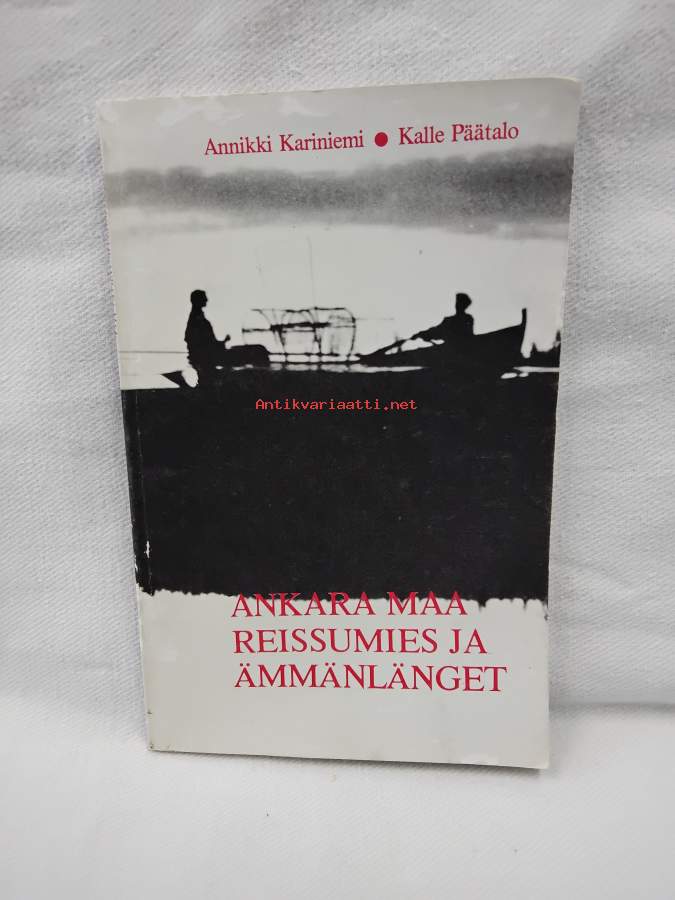 Annikki Kariniemi ● Kalle Päätalo
Antikvariaatti.net
ANKARA MAA
REISSUMIES JA
ÄMMÄNLÄNGET